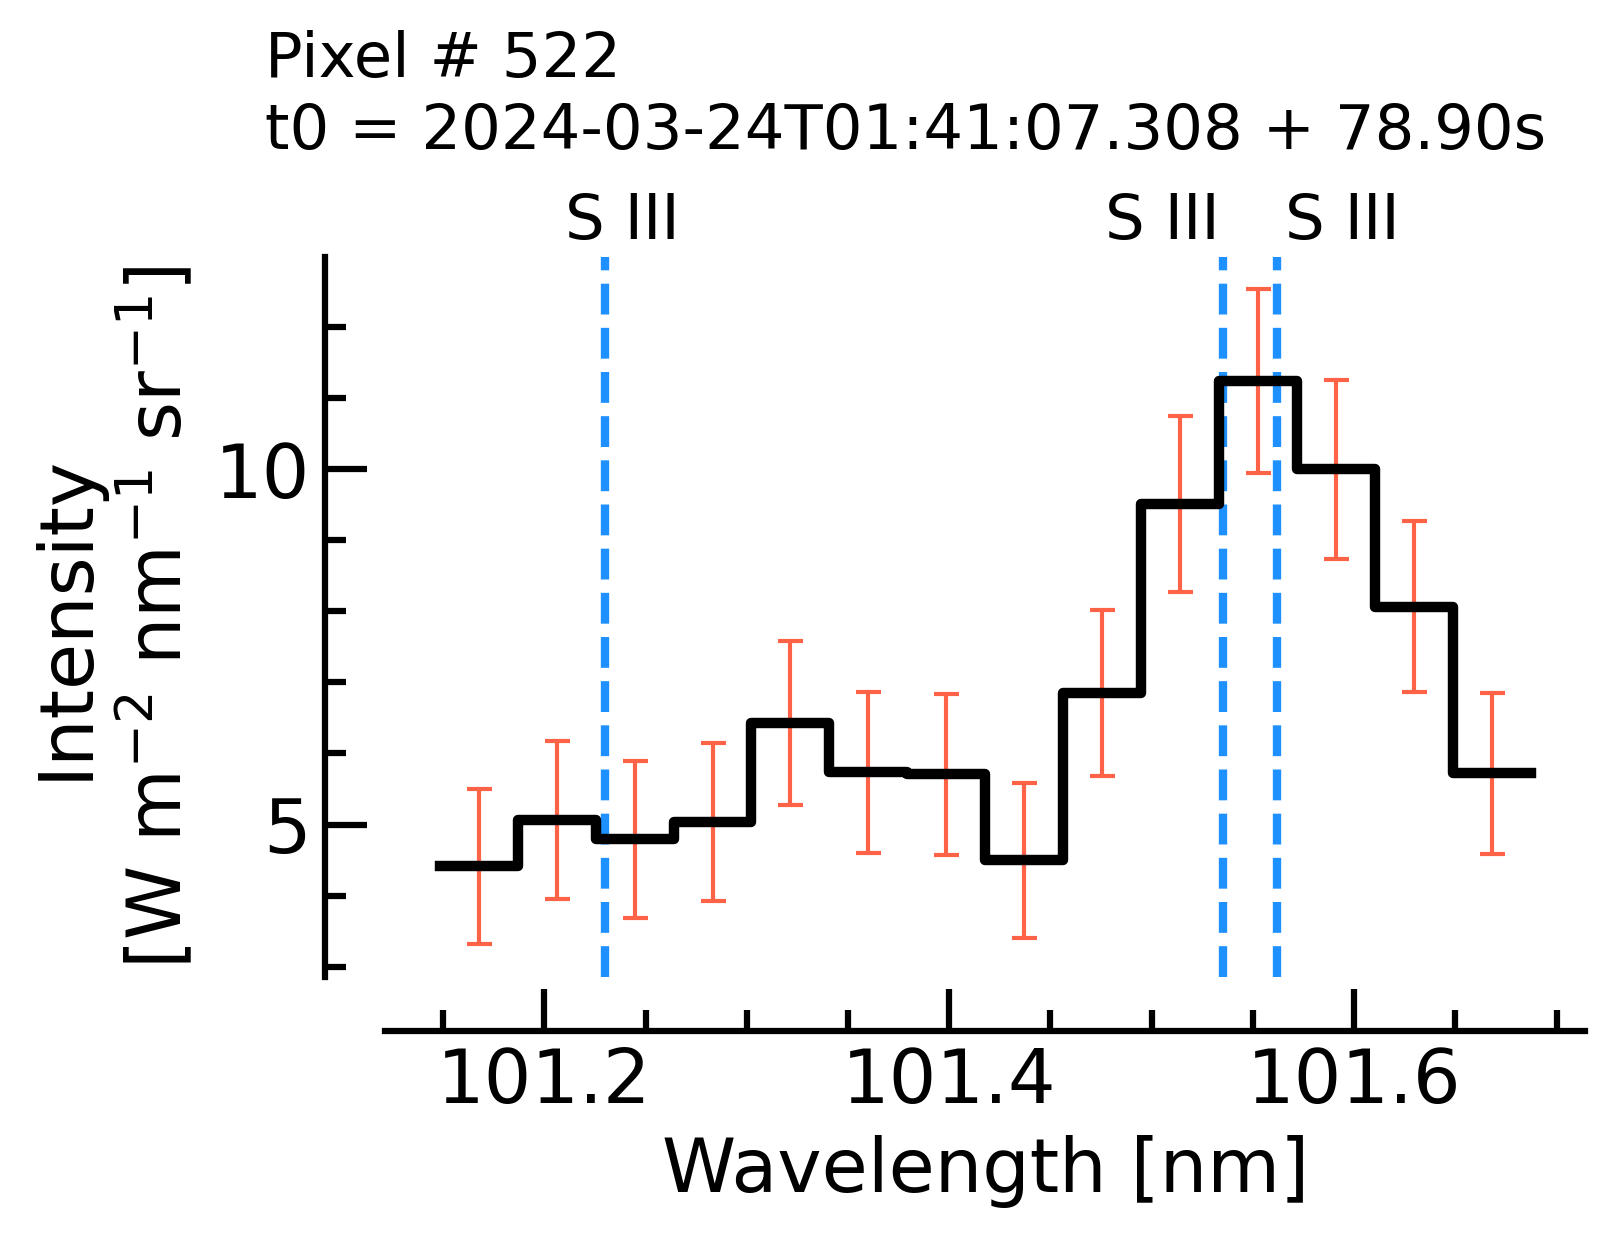 Pixel # 522
t0 = 2024-03-24T01:41:07.308 + 78.90s
S III S III S III
Intensity
[W m⁻² nm⁻¹ sr⁻¹]
10
5
101.2 101.4 101.6
Wavelength [nm]